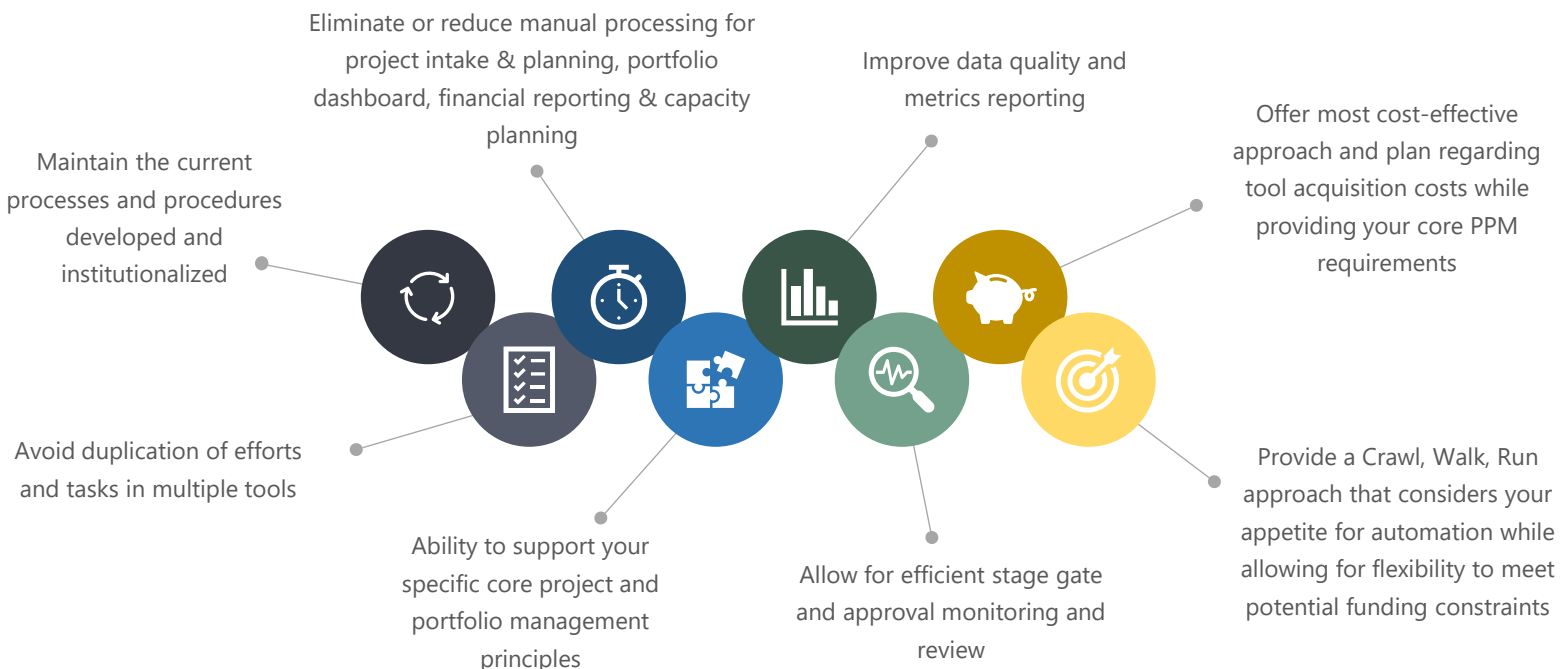 Eliminate or reduce manual processing for
project intake & planning, portfolio
dashboard, financial reporting & capacity
planning
Improve data quality and
metrics reporting
Offer most cost-effective
approach and plan regarding
tool acquisition costs while
providing your core PPM
requirements
Maintain the current
processes and procedures
developed and
institutionalized
Avoid duplication of efforts
and tasks in multiple tools
Ability to support your
specific core project and
portfolio management
principles
Allow for efficient stage gate
and approval monitoring and
review
Provide a Crawl, Walk, Run
approach that considers your
appetite for automation while
allowing for flexibility to meet
potential funding constraints